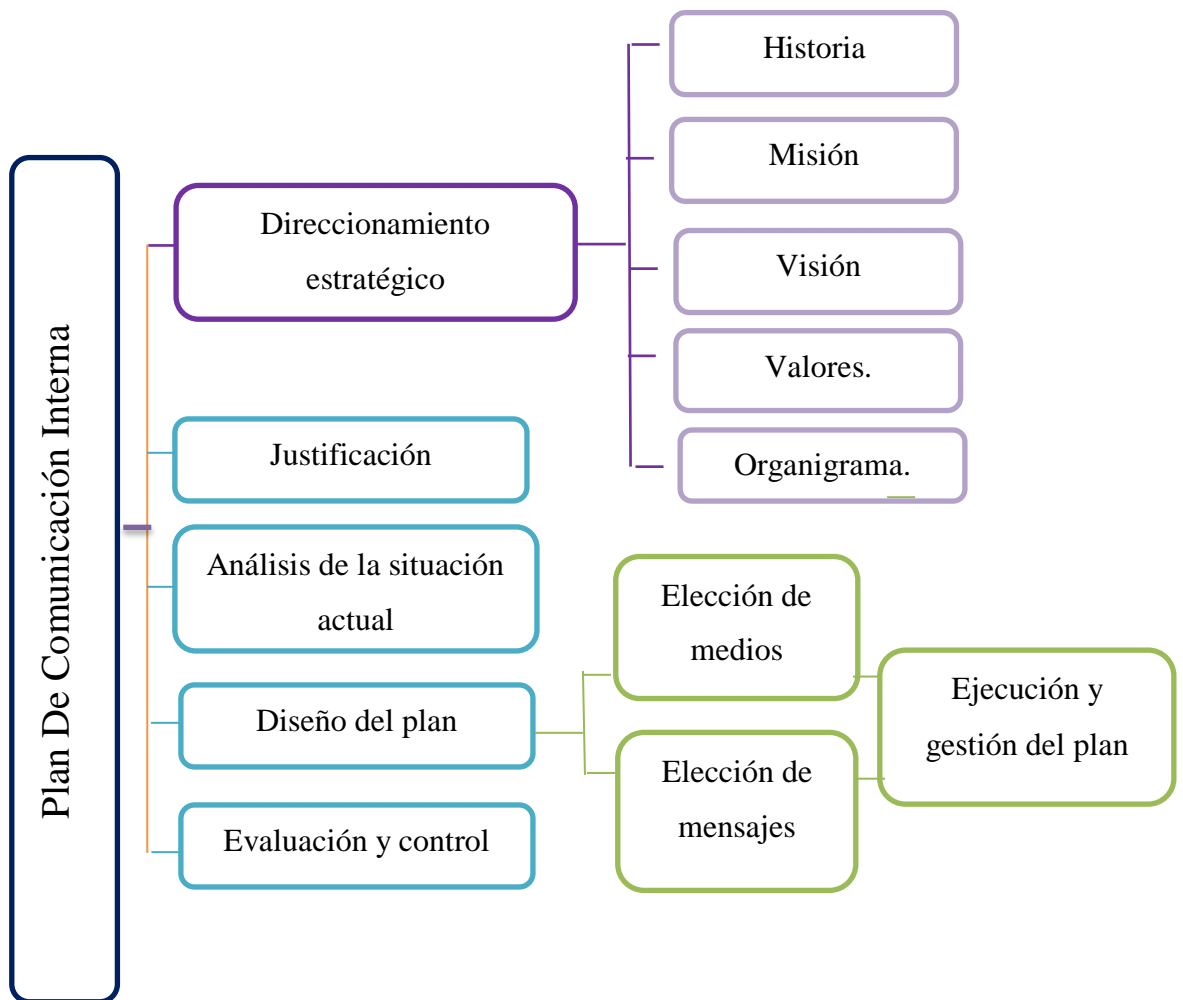 Plan De Comunicación Interna
Direccionamiento
estratégico
Historia
Misión
Visión
Valores.
Organigrama.
Justificación
Análisis de la situación
actual
Diseño del plan
Elección de
medios
Elección de
mensajes
Ejecución y
gestión del plan
Evaluación y control